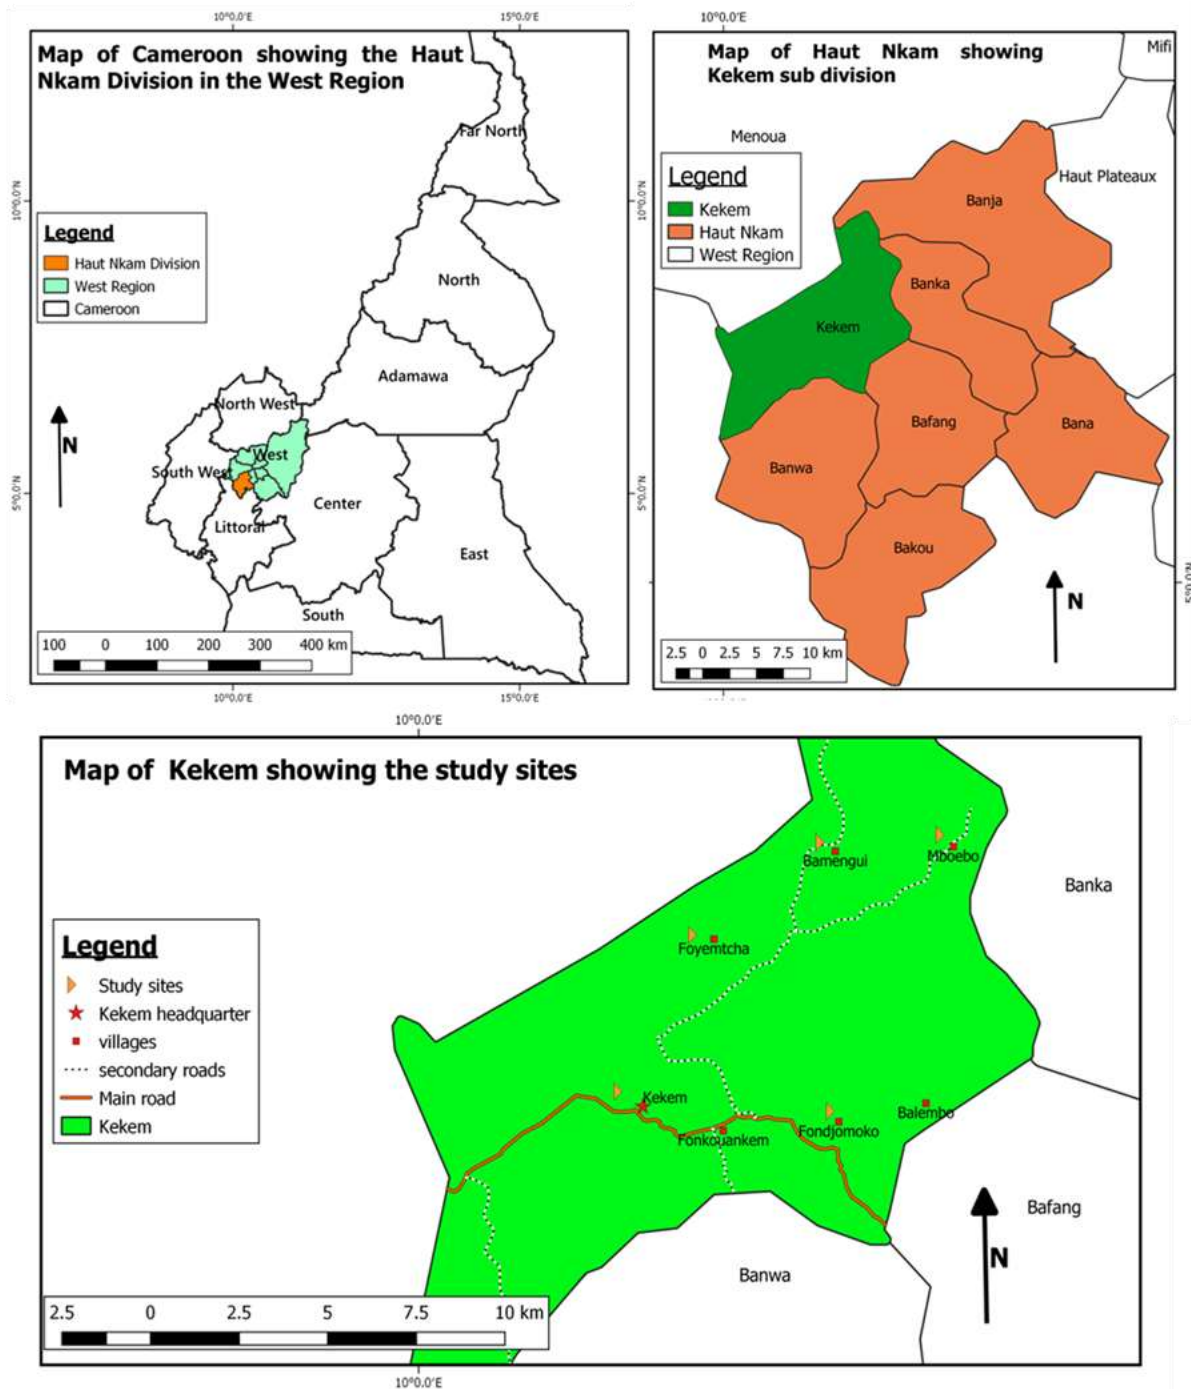 10°0.0'E
15°0.0'E
Map of Cameroon showing the Haut
Nkam Division in the West Region
Far North
10°0.0'N
Legend
Haut Nkam Division
West Region
Cameroon
North
Adamawa
North West
West
South West
N
5°0.0'N
Center
Littoral
East
South
100 0 100 200 300 400 km
10°0.0'E
15°0.0'E
10°0.0'E
Map of Haut Nkam showing
Kekem sub division
Mifi
Menoua
Haut Plateaux
Legend
Kekem
Haut Nkam
West Region
10°0.0'N
Banja
Banka
Kekem
Bafang
Bana
Banwa
5°0.0'N
Bakou
N
5°0.0'N
2.5 0 2.5 5 7.5 10 km
10°0.0'E
Map of Kekem showing the study sites
Bamengui
Mboebo
Banka
Foyemtcha
Legend
Study sites
Kekem headquarter
villages
secondary roads
Main road
Kekem
Kekem
Fonkouankem
Fondjomoko
Balembo
Bafang
N
Banwa
2.5 0 2.5 5 7.5 10 km
10°0.0'E